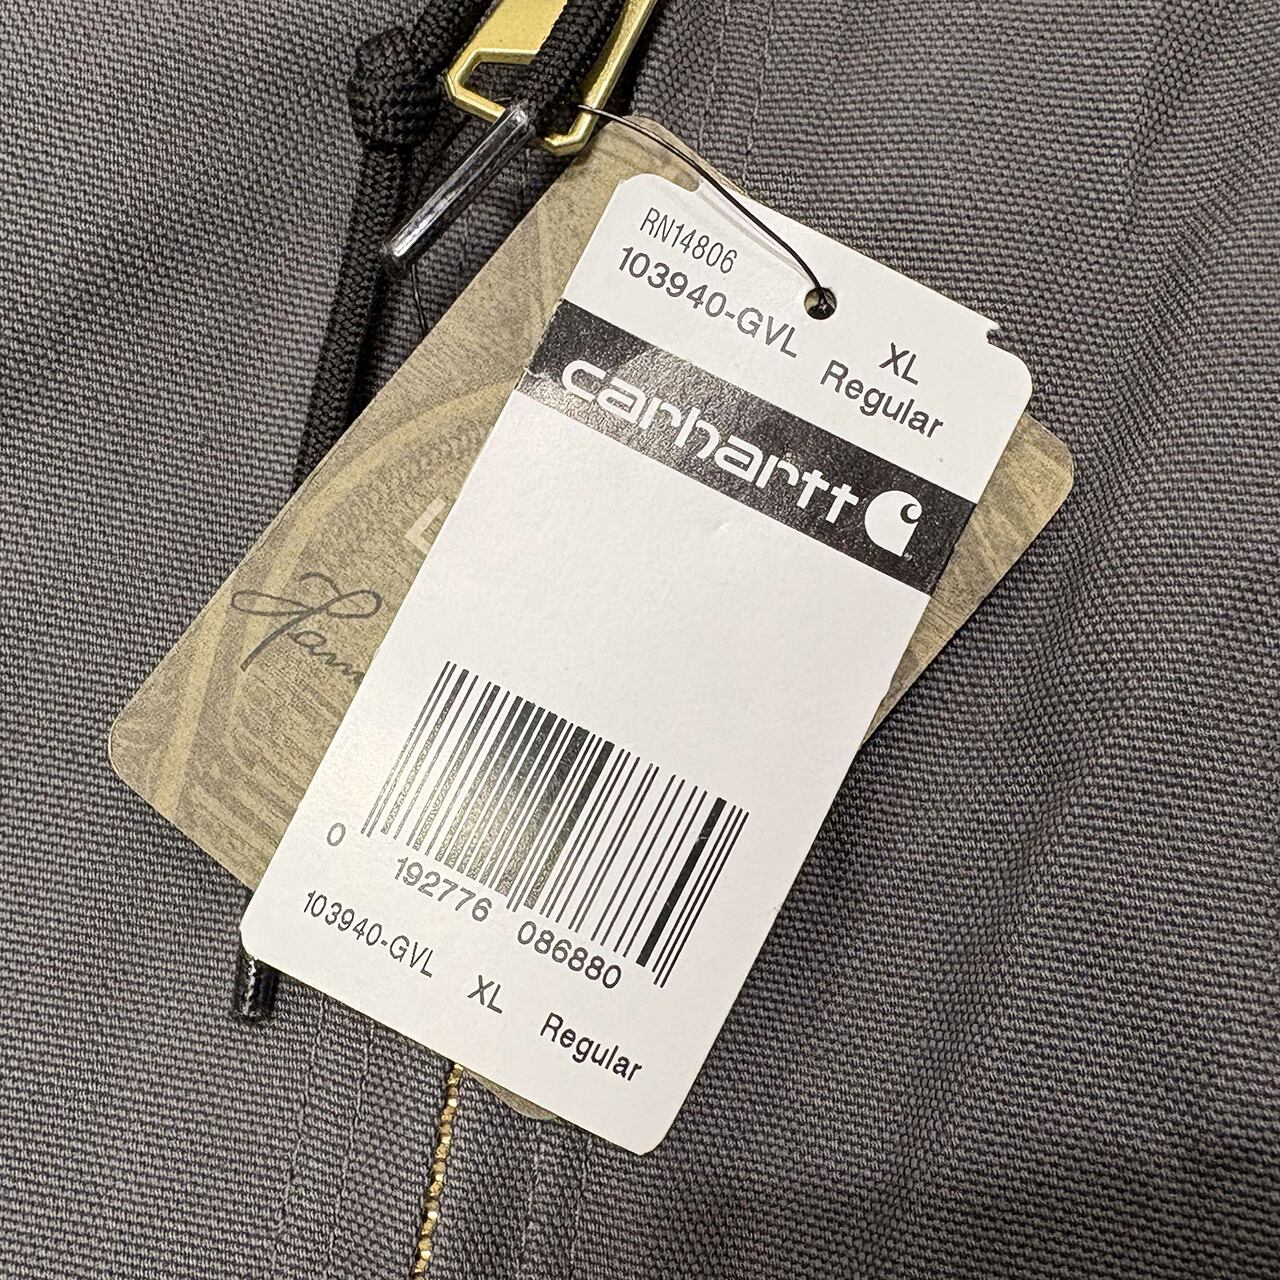 RN14806
103940-GVL XL
Regular
carhartt
0 192776 086880
103940-GVL XL Regular